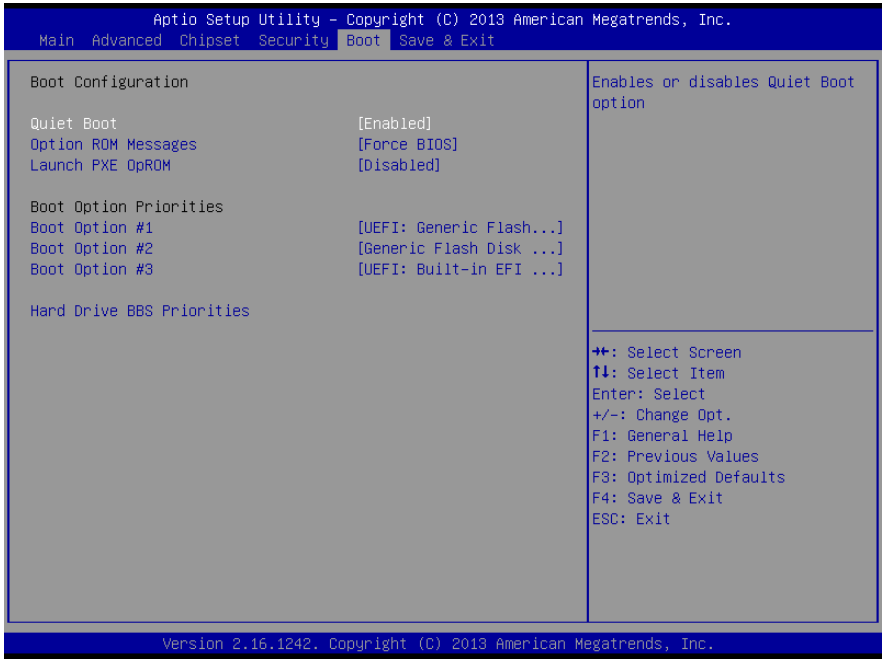 Aptio Setup Utility – Copyright (C) 2013 American Megatrends, Inc.
Main Advanced Chipset Security Boot Save & Exit
Boot Configuration
Quiet Boot [Enabled]
Option ROM Messages [Force BIOS]
Launch PXE OpROM [Disabled]
Boot Option Priorities
Boot Option #1 [UEFI: Generic Flash...]
Boot Option #2 [Generic Flash Disk ...]
Boot Option #3 [UEFI: Built-in EFI ...]
Hard Drive BBS Priorities
Enables or disables Quiet Boot
option
→←: Select Screen
↑↓: Select Item
Enter: Select
+/-: Change Opt.
F1: General Help
F2: Previous Values
F3: Optimized Defaults
F4: Save & Exit
ESC: Exit
Version 2.16.1242. Copyright (C) 2013 American Megatrends, Inc.